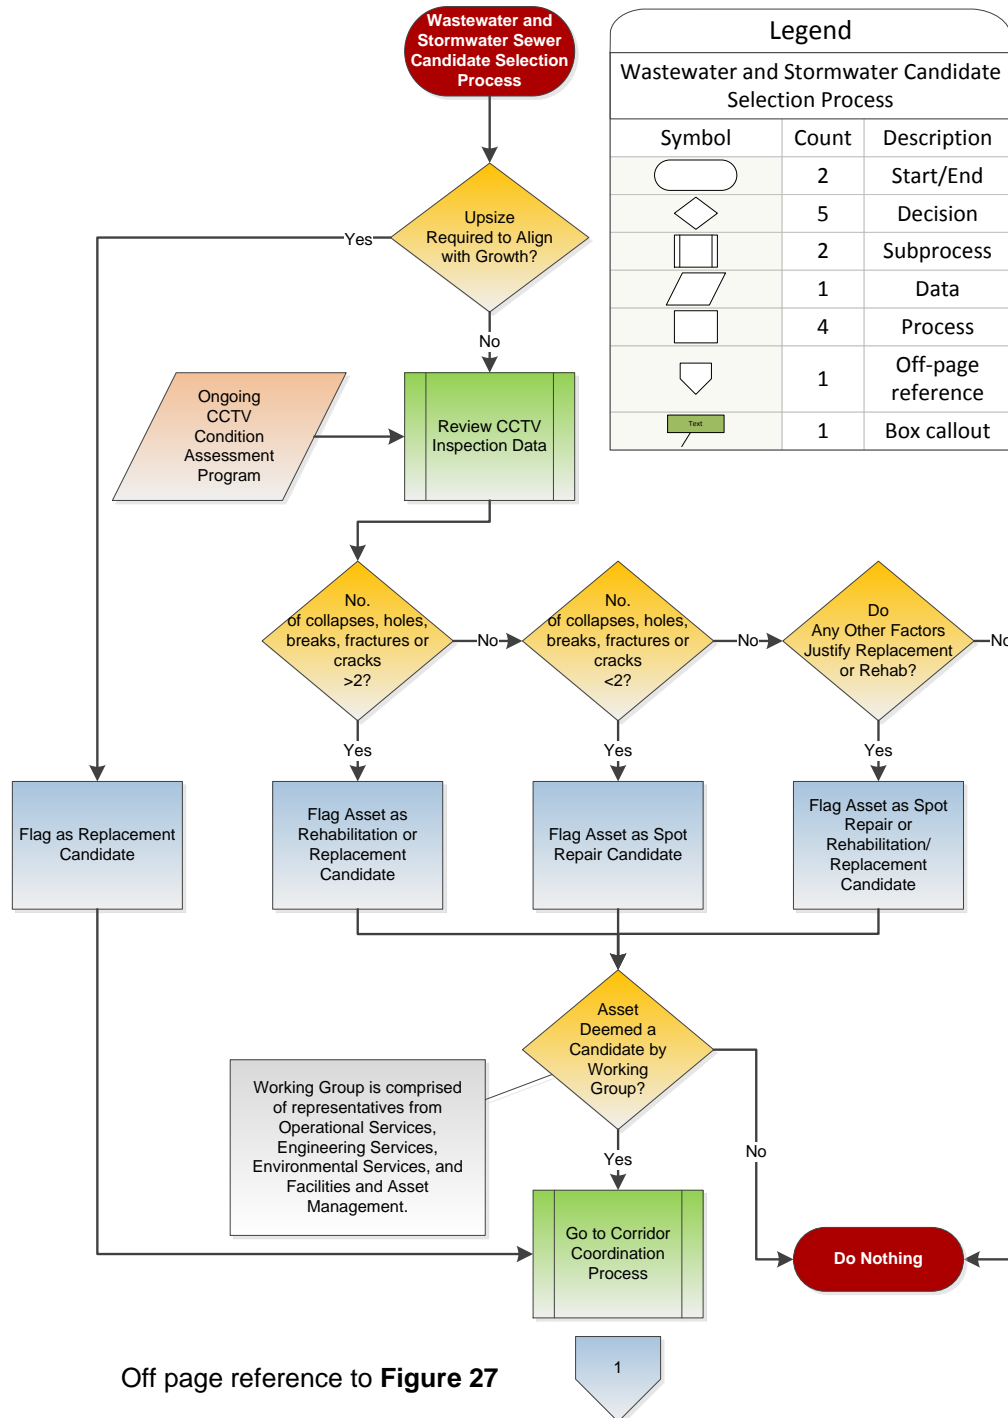 Wastewater and
Stormwater Sewer
Candidate Selection
Process
Legend
Wastewater and Stormwater Candidate
Selection Process
Symbol Count Description
2 Start/End
5 Decision
2 Subprocess
1 Data
4 Process
1 Off-page
reference
Text 1 Box callout
Upsize
Required to Align
with Growth?
Yes
No
Ongoing
CCTV
Condition
Assessment
Program
Review CCTV
Inspection Data
No.
of collapses, holes,
breaks, fractures or
cracks
>2?
No
No.
of collapses, holes,
breaks, fractures or
cracks
<2?
No
Do
Any Other Factors
Justify Replacement
or Rehab?
No
Yes
Yes
Yes
Flag as Replacement
Candidate
Flag Asset as
Rehabilitation or
Replacement
Candidate
Flag Asset as Spot
Repair Candidate
Flag Asset as Spot
Repair or
Rehabilitation/
Replacement
Candidate
Asset
Deemed a
Candidate by
Working
Group?
Working Group is comprised
of representatives from
Operational Services,
Engineering Services,
Environmental Services, and
Facilities and Asset
Management.
Yes
No
Go to Corridor
Coordination
Process
Do Nothing
1
Off page reference to Figure 27